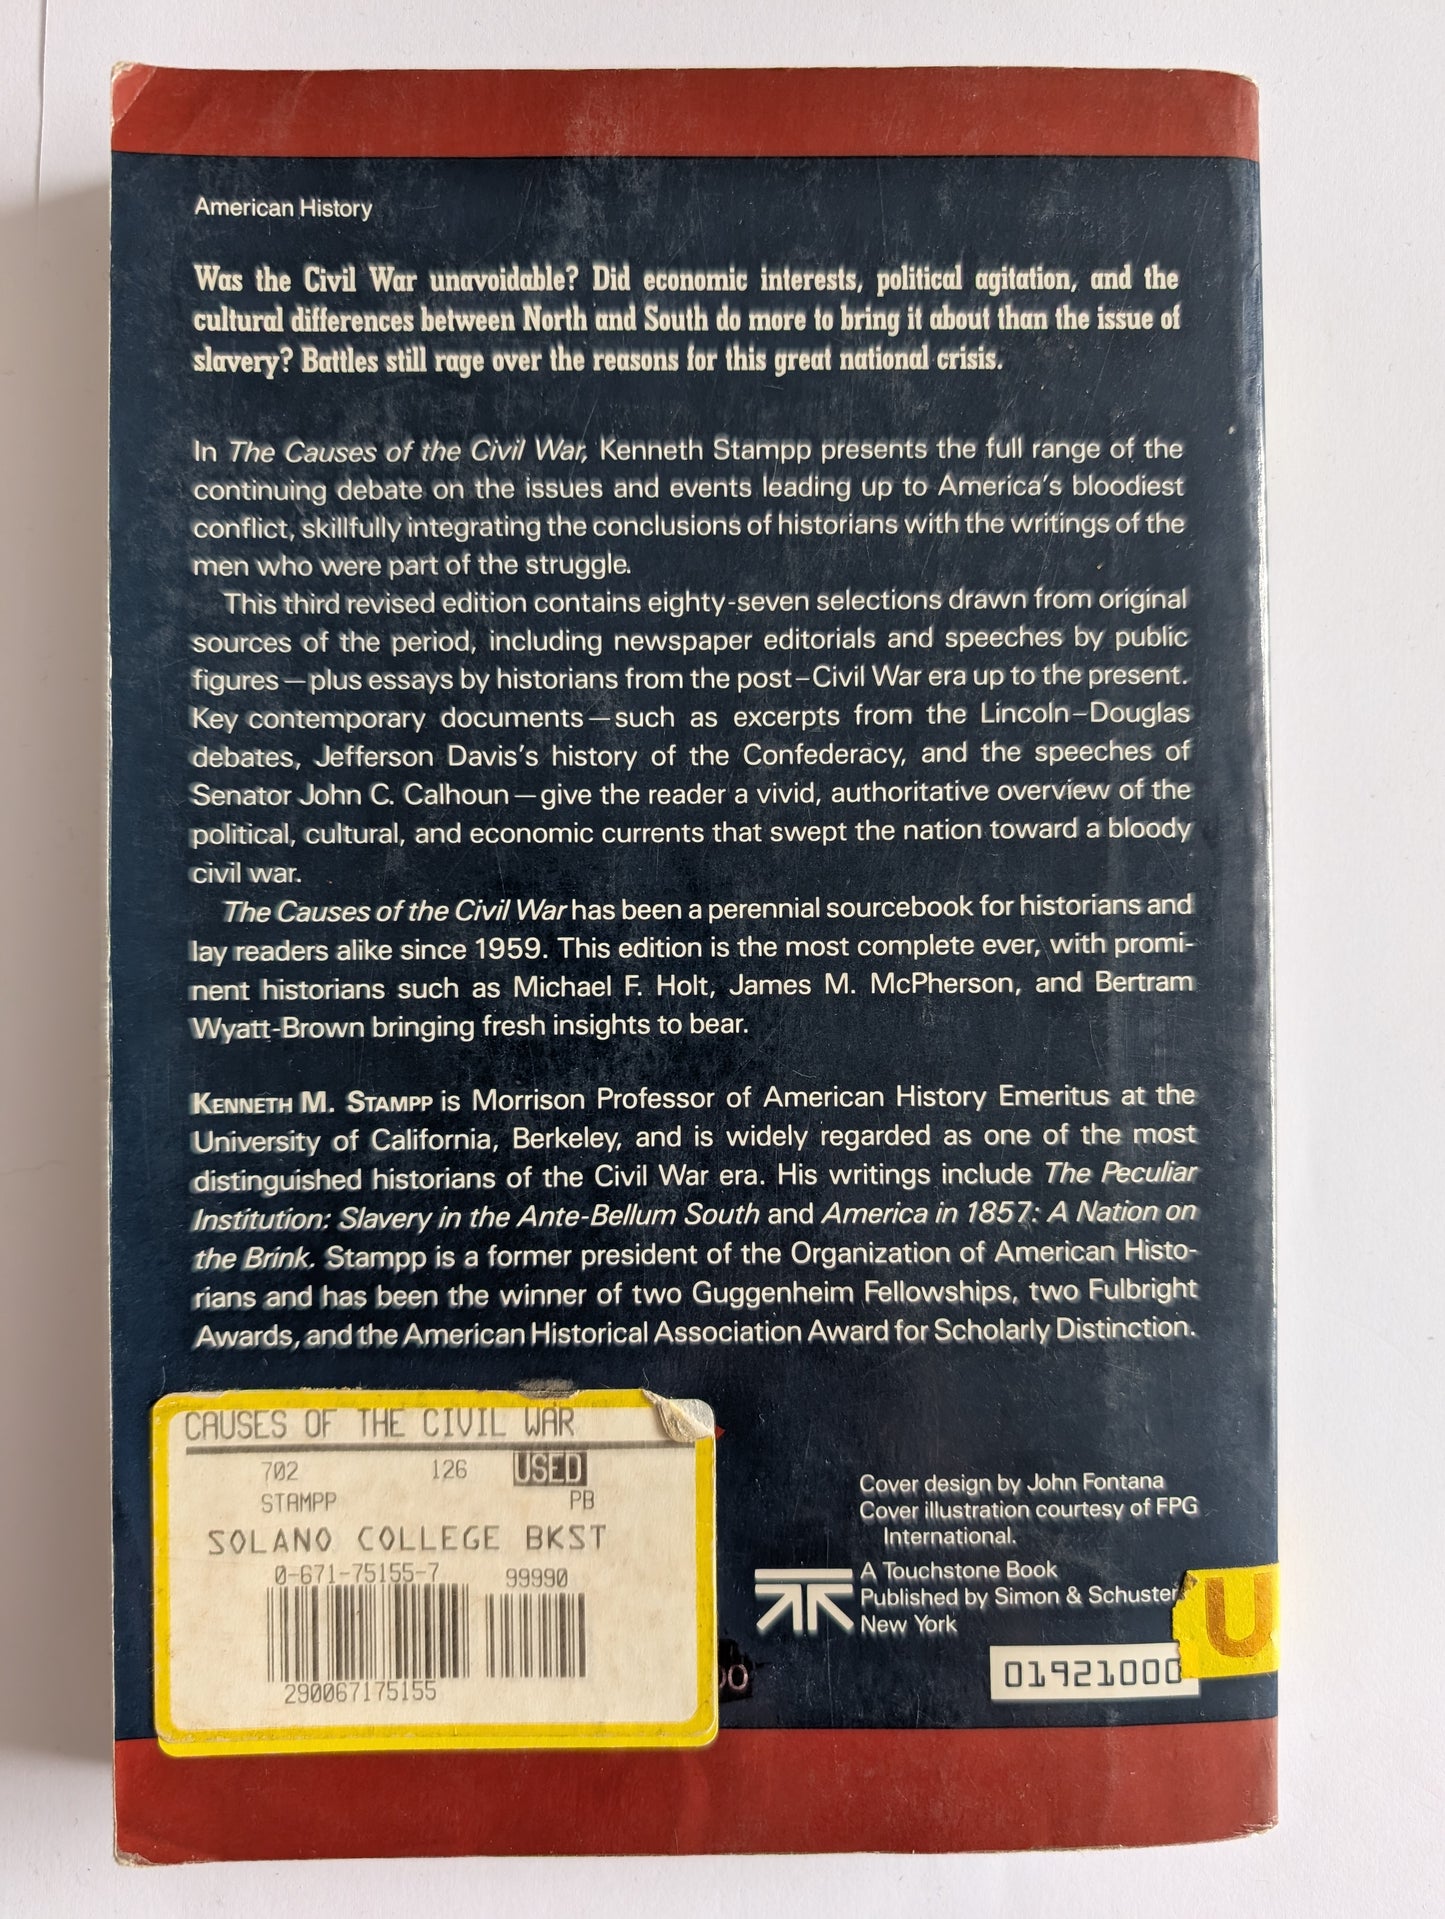 American History
Was the Civil War unavoidable? Did economic interests, political agitation, and the
cultural differences between North and South do more to bring it about than the issue of
slavery? Battles still rage over the reasons for this great national crisis.
In The Causes of the Civil War, Kenneth Stampp presents the full range of the
continuing debate on the issues and events leading up to America's bloodiest
conflict, skillfully integrating the conclusions of historians with the writings of the
men who were part of the struggle.
This third revised edition contains eighty-seven selections drawn from original
sources of the period, including newspaper editorials and speeches by public
figures—plus essays by historians from the post–Civil War era up to the present.
Key contemporary documents—such as excerpts from the Lincoln–Douglas
debates, Jefferson Davis's history of the Confederacy, and the speeches of
Senator John C. Calhoun—give the reader a vivid, authoritative overview of the
political, cultural, and economic currents that swept the nation toward a bloody
civil war.
The Causes of the Civil War has been a perennial sourcebook for historians and
lay readers alike since 1959. This edition is the most complete ever, with promi-
nent historians such as Michael F. Holt, James M. McPherson, and Bertram
Wyatt-Brown bringing fresh insights to bear.
KENNETH M. STAMPP is Morrison Professor of American History Emeritus at the
University of California, Berkeley, and is widely regarded as one of the most
distinguished historians of the Civil War era. His writings include The Peculiar
Institution: Slavery in the Ante-Bellum South and America in 1857: A Nation on
the Brink. Stampp is a former president of the Organization of American Histo-
rians and has been the winner of two Guggenheim Fellowships, two Fulbright
Awards, and the American Historical Association Award for Scholarly Distinction.
CAUSES OF THE CIVIL WAR
702 126 USED
STAMPP PB
SOLANO COLLEGE BKST
0-671-75155-7 99990
290067175155
Cover design by John Fontana
Cover illustration courtesy of FPG
International.
A Touchstone Book
Published by Simon & Schuster
New York
U
01921000